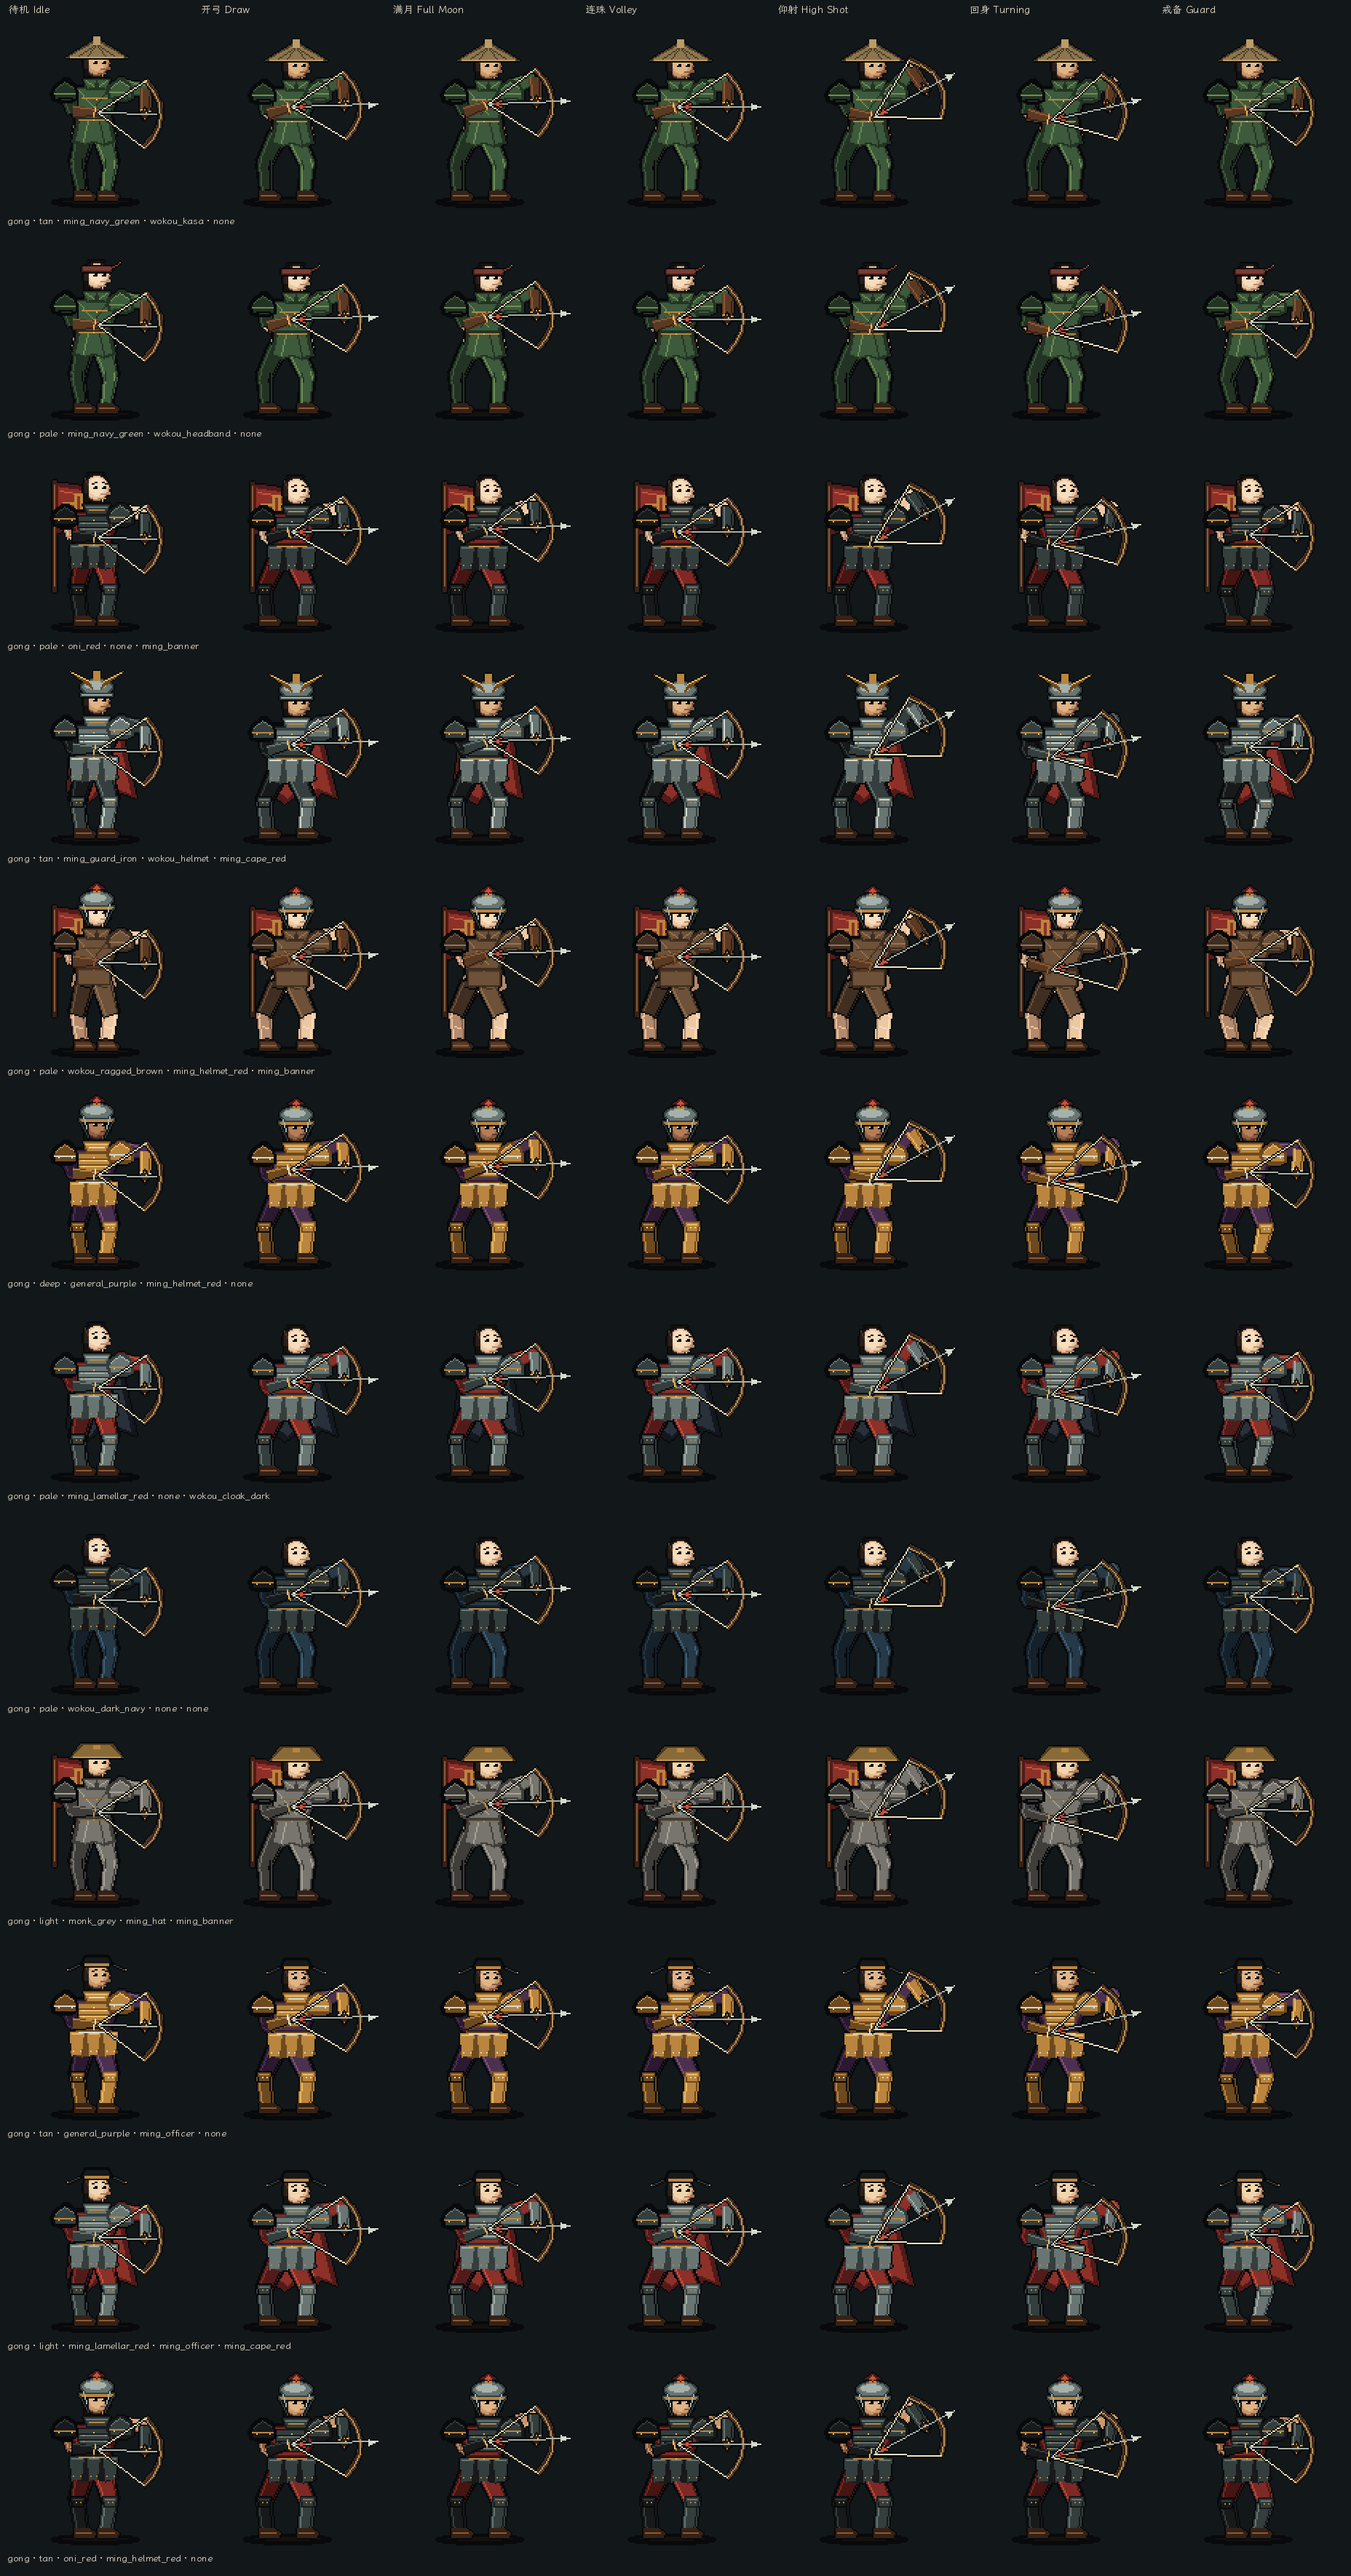 待机 Idle 开弓 Draw 满月 Full Moon 连珠 Volley 仰射 High Shot 回身 Turning 戒备 Guard
gong · tan · ming_navy_green · wokou_kasa · none
gong · pale · ming_navy_green · wokou_headband · none
gong · pale · oni_red · none · ming_banner
gong · tan · ming_guard_iron · wokou_helmet · ming_cape_red
gong · pale · wokou_ragged_brown · ming_helmet_red · ming_banner
gong · deep · general_purple · ming_helmet_red · none
gong · pale · ming_lamellar_red · none · wokou_cloak_dark
gong · pale · wokou_dark_navy · none · none
gong · light · monk_grey · ming_hat · ming_banner
gong · tan · general_purple · ming_officer · none
gong · light · ming_lamellar_red · ming_officer · ming_cape_red
gong · tan · oni_red · ming_helmet_red · none